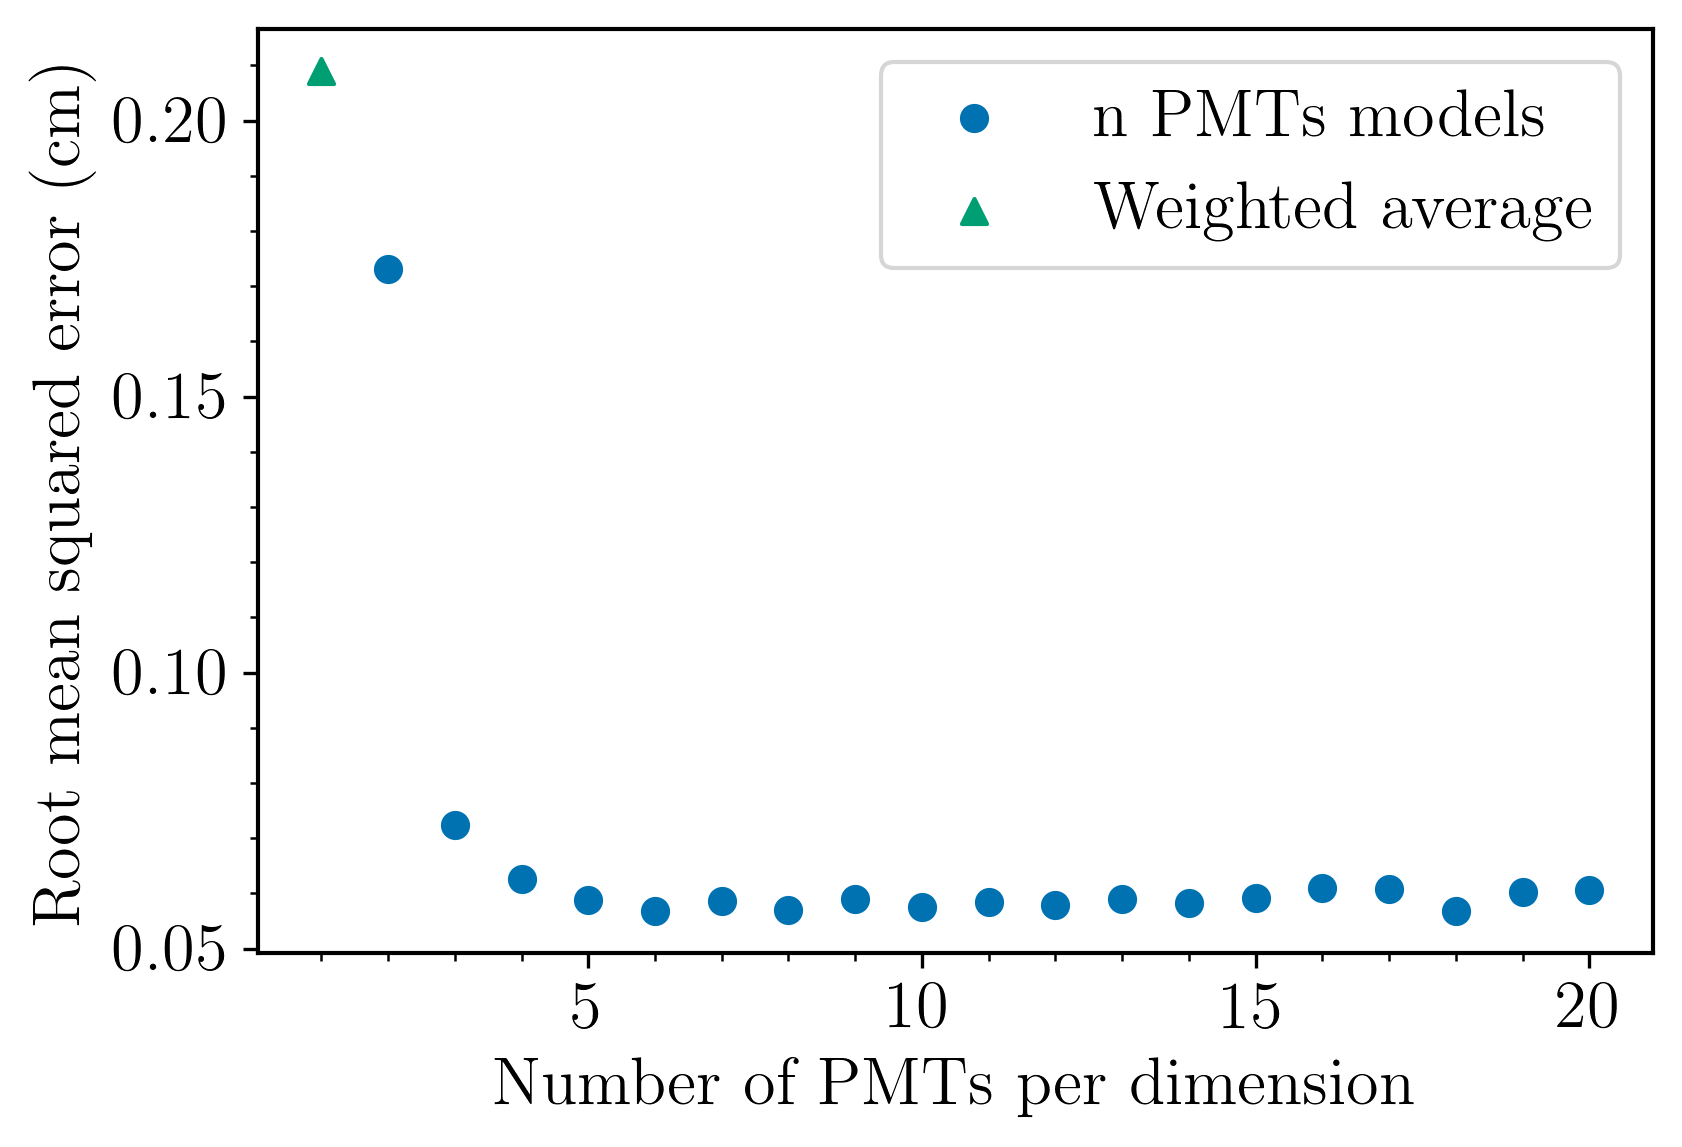 Root mean squared error (cm)
0.20
0.15
0.10
0.05
n PMTs models
Weighted average
5
10
15
20
Number of PMTs per dimension